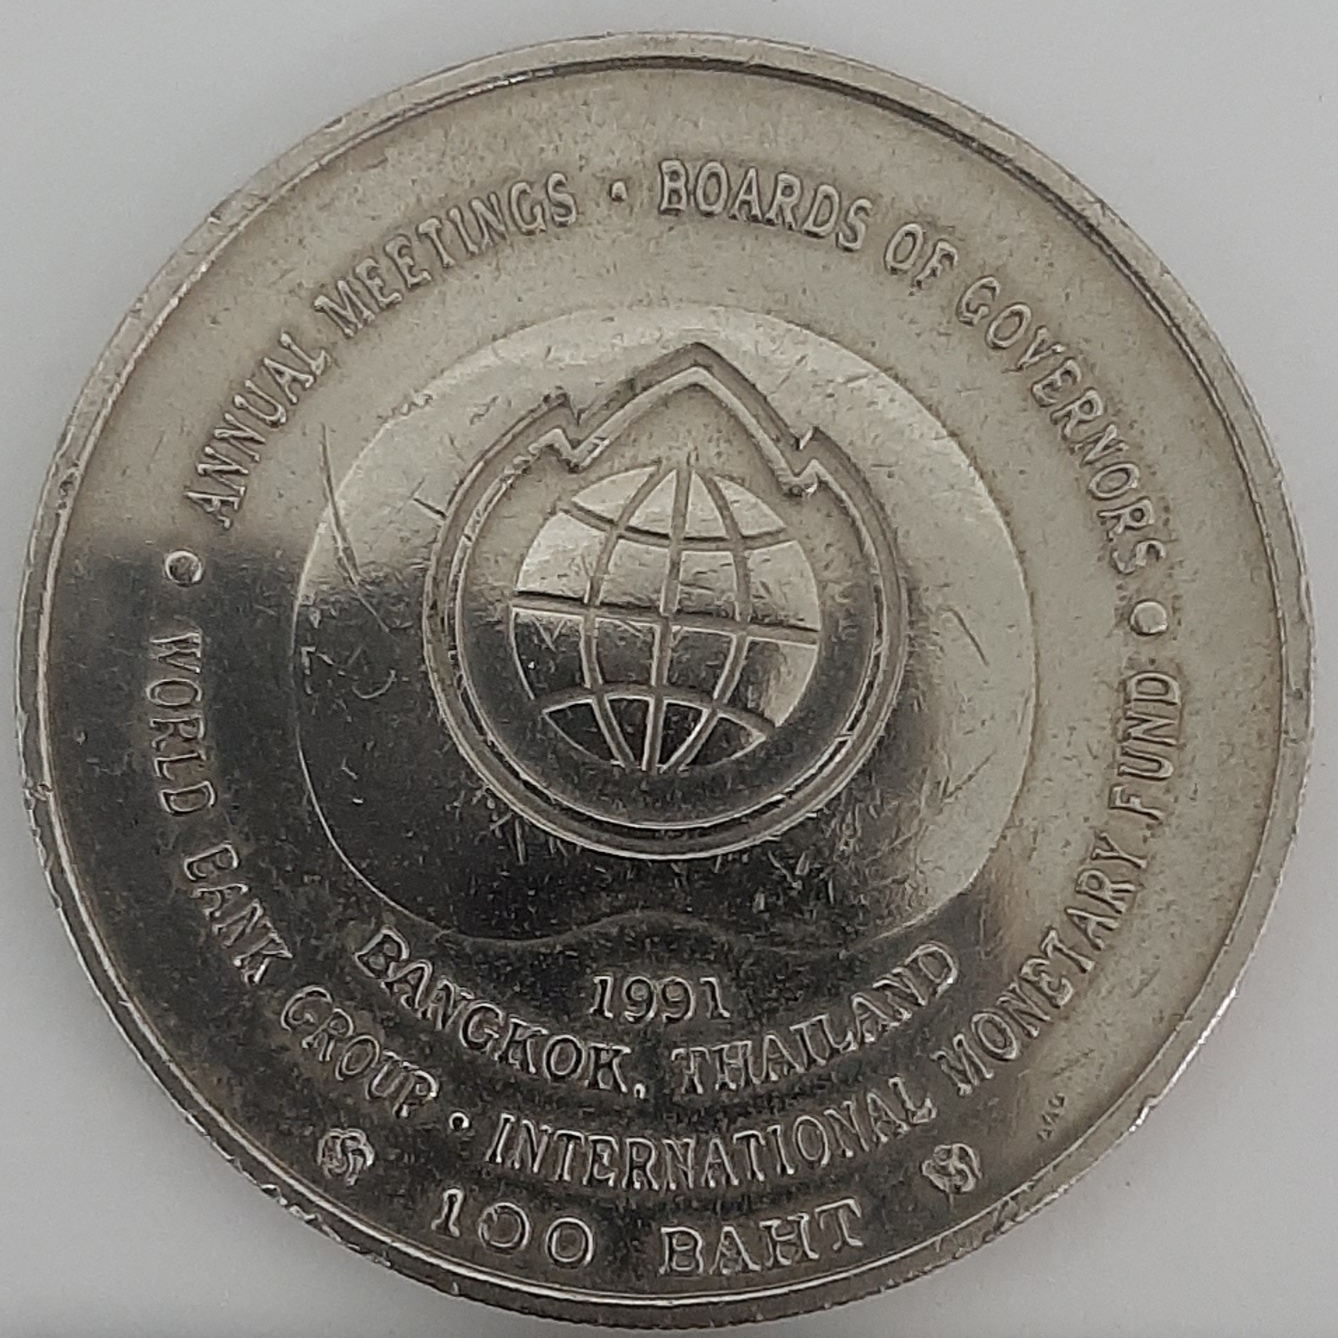 ANNUAL MEETINGS · BOARDS OF GOVERNORS
• WORLD BANK GROUP · INTERNATIONAL MONETARY FUND •
1991
BANGKOK, THAILAND
100 BAHT